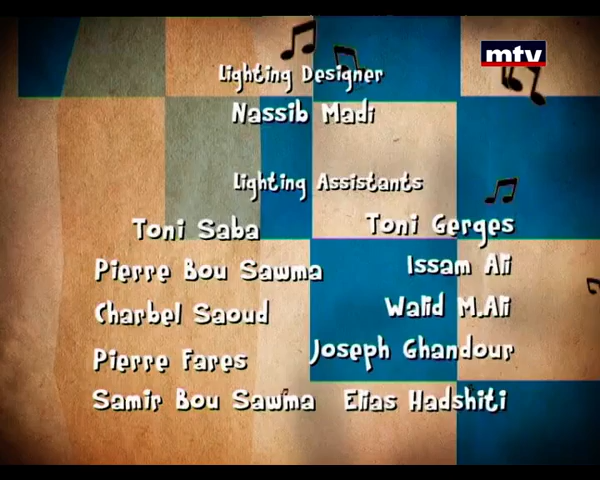 mtv
Lighting Designer
Nassib Madi
Lighting Assistants
Toni Saba
Toni Gerges
Pierre Bou Sawma
Issam Ali
Charbel Saoud
Walid M.Ali
Pierre Fares
Joseph Ghandour
Samir Bou Sawma
Elias Hadshiti